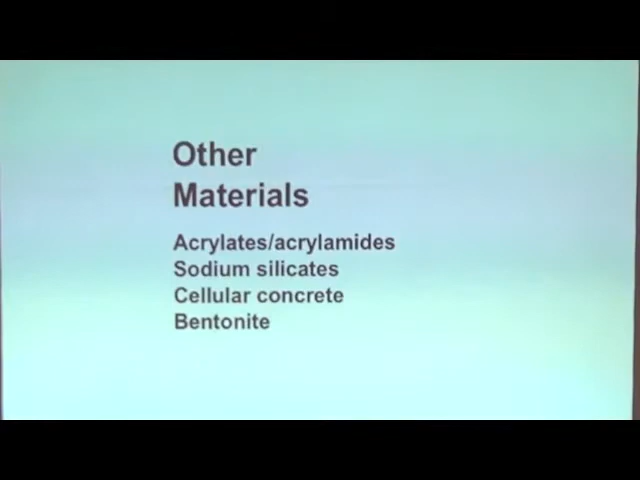 Other
Materials
Acrylates/acrylamides
Sodium silicates
Cellular concrete
Bentonite